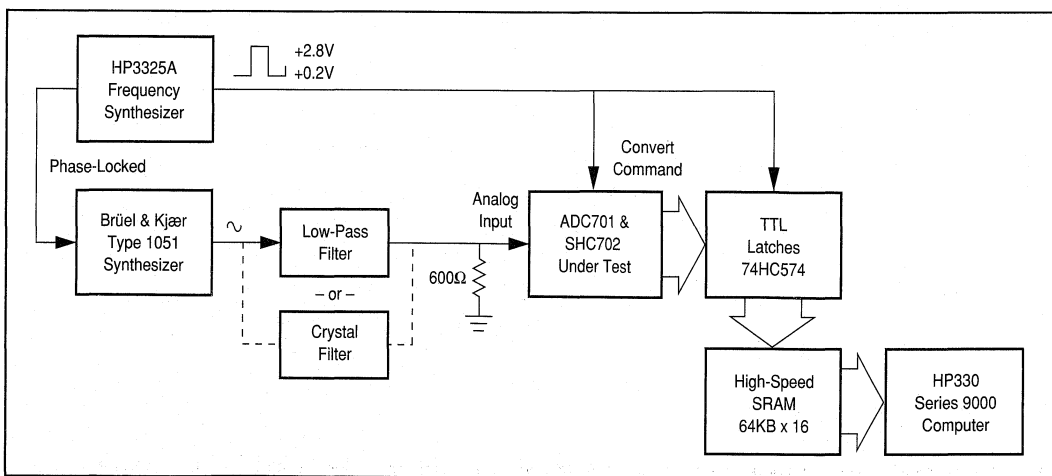 HP3325A
Frequency
Synthesizer
+2.8V
+0.2V
Phase-Locked
Convert
Command
Brüel & Kjær
Type 1051
Synthesizer
Low-Pass
Filter
– or –
Crystal
Filter
Analog
Input
600Ω
ADC701 &
SHC702
Under Test
TTL
Latches
74HC574
High-Speed
SRAM
64KB x 16
HP330
Series 9000
Computer